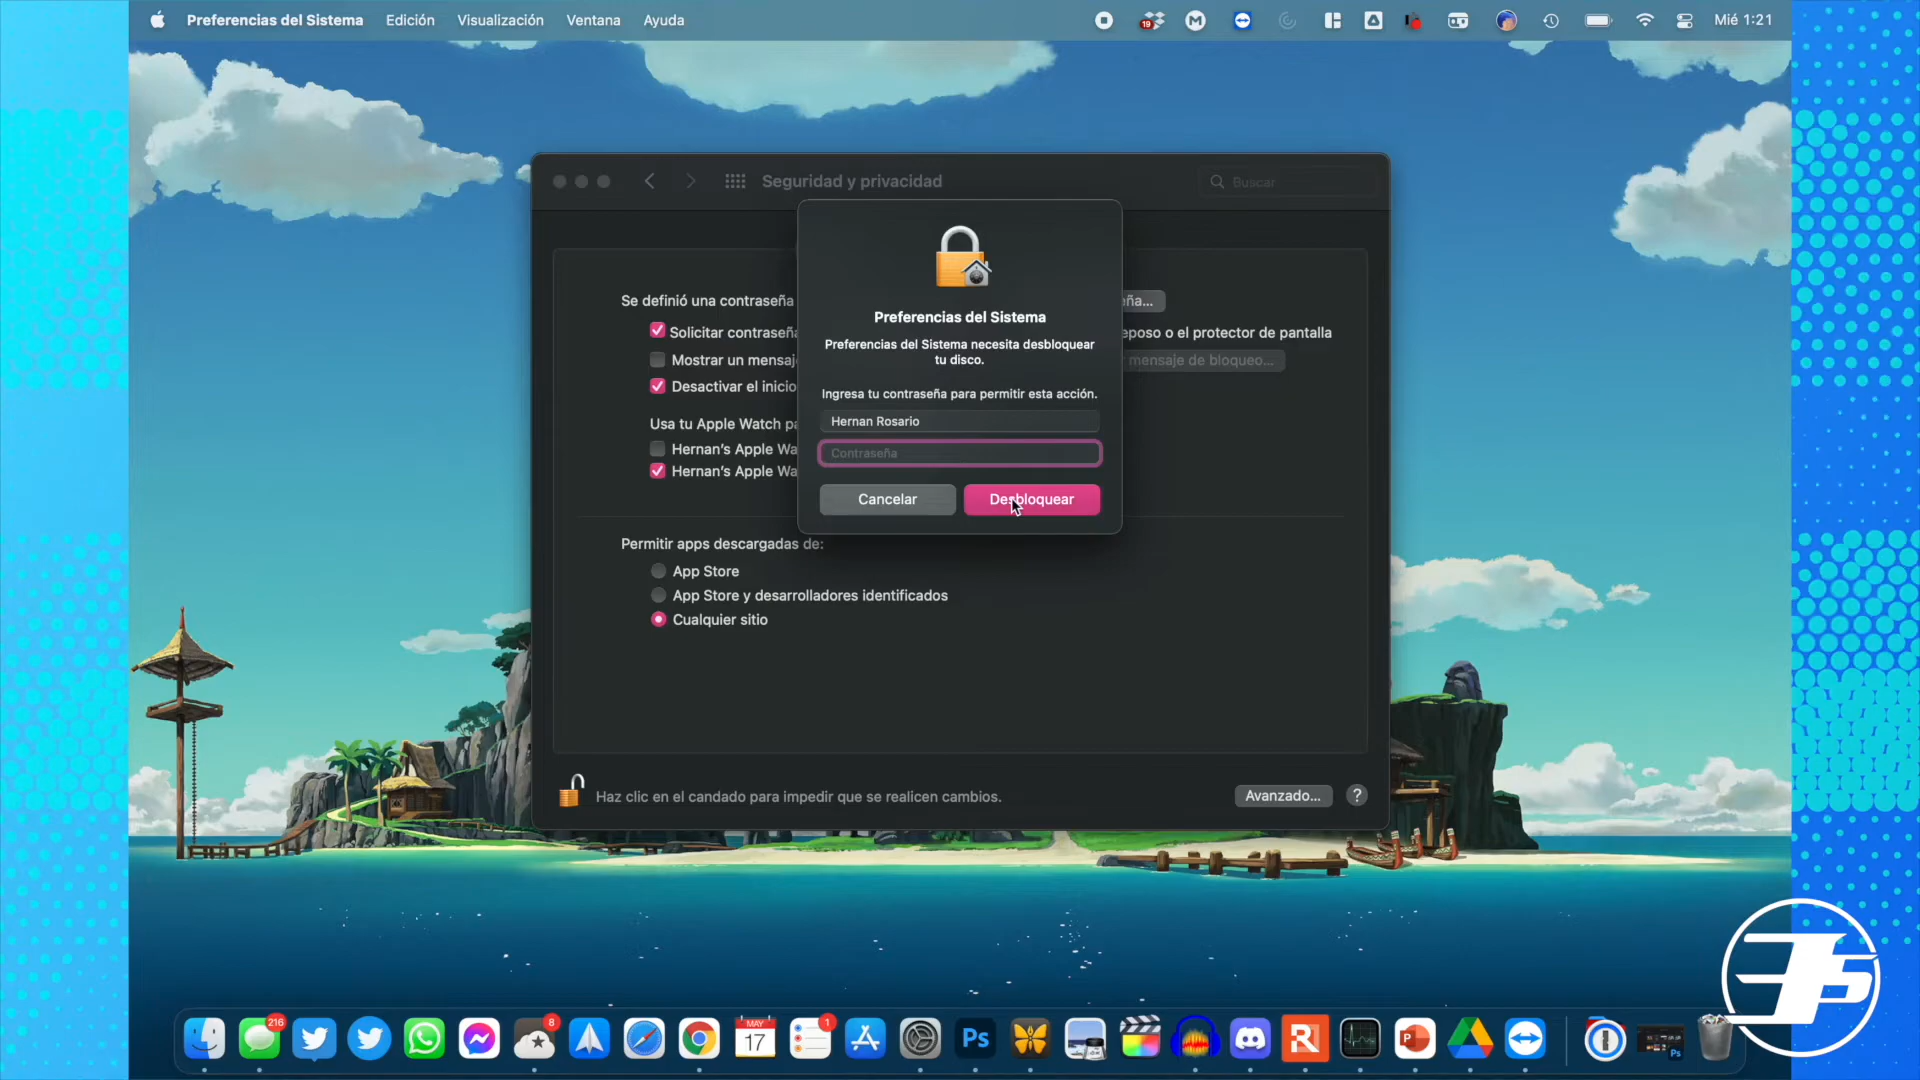 Preferencias del Sistema Edición Visualización Ventana Ayuda
19
M
Mié 1:21
Seguridad y privacidad
Buscar
Preferencias del Sistema
Preferencias del Sistema necesita desbloquear
tu disco.
Ingresa tu contraseña para permitir esta acción.
Hernan Rosario
Contraseña
Cancelar Desbloquear
Se definió una contraseña
Solicitar contraseña eposo o el protector de pantalla
Mostrar un mensaj mensaje de bloqueo...
Desactivar el inicio
Usa tu Apple Watch pa
Hernan's Apple Wa
Hernan's Apple Wa
Permitir apps descargadas de:
App Store
App Store y desarrolladores identificados
Cualquier sitio
Haz clic en el candado para impedir que se realicen cambios.
Avanzado... ?
216
8
MAY
17
1
Ps
R
P
Ps